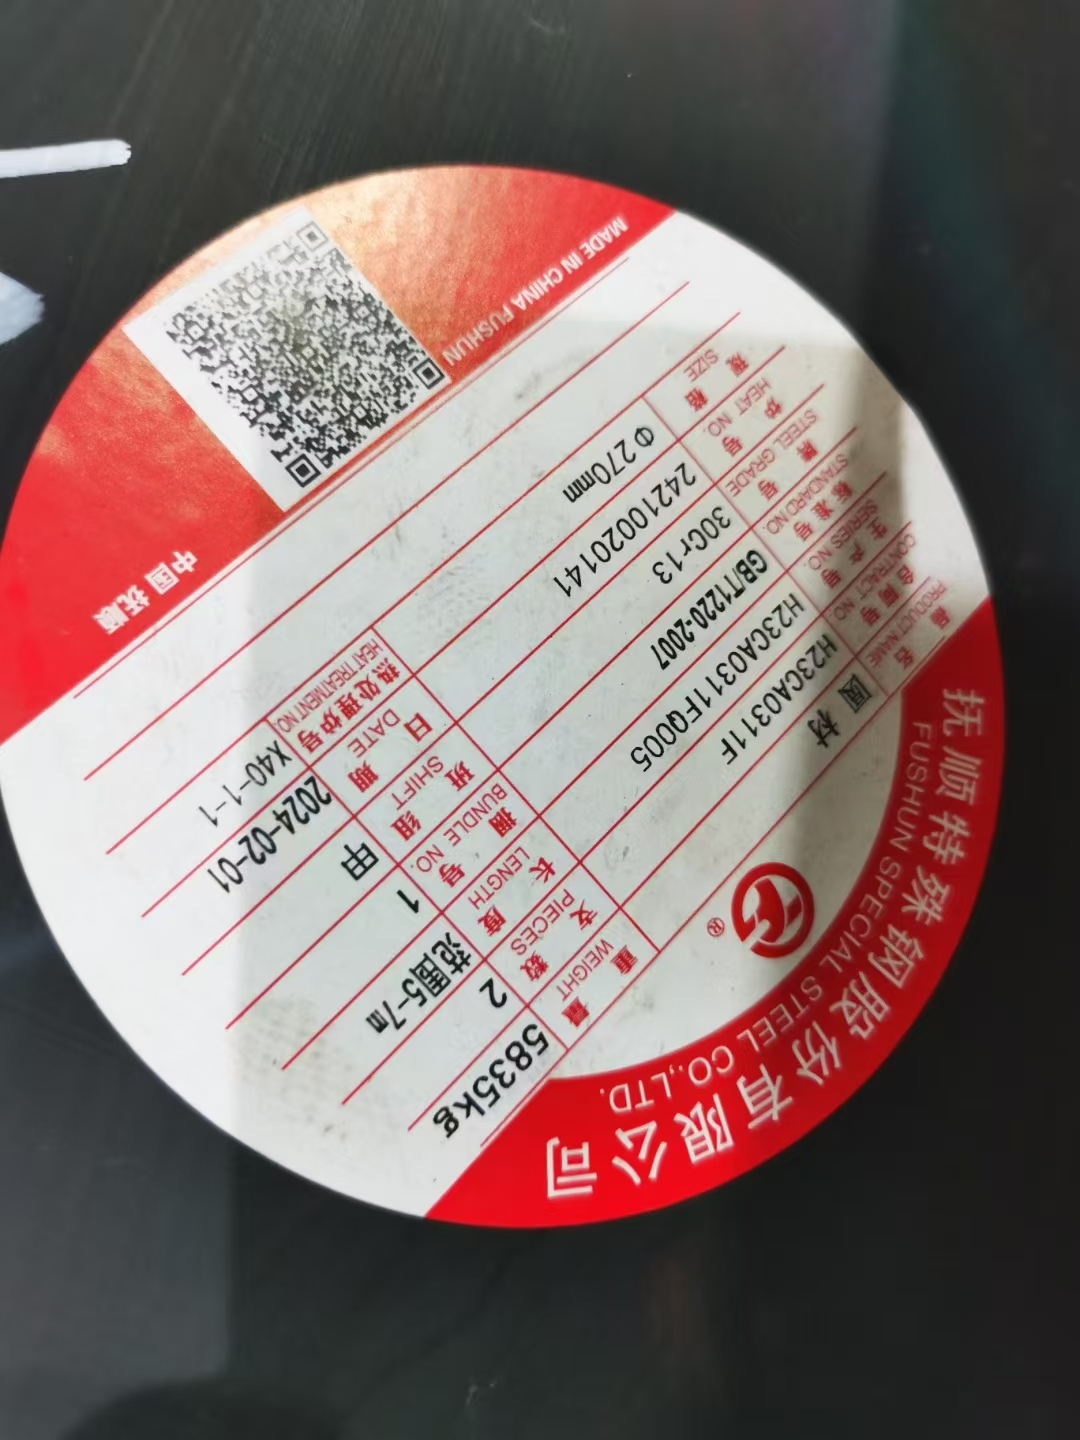 抚顺特殊钢股份有限公司
FUSHUN SPECIAL STEEL CO.,LTD.
®
品名 PRODUCT NAME 圆材
合同号 CONTRACT NO. H23CA0311F
生产号 SERIES NO. H23CA0311FQ005
标准号 STANDARD NO. GB/T1220-2007
牌号 STEEL GRADE 30Cr13
炉号 HEAT NO. 24210020141
规格 SIZE Φ270mm
重量 WEIGHT 5835kg
支数 PIECES 2
长度 LENGTH 范围5-7m
捆号 BUNDLE NO. 1
班组 SHIFT 甲
日期 DATE 2024-02-01
热处理炉号 HEAT TREATMENT NO. X40-1-1
MADE IN CHINA FUSHUN
中国抚顺